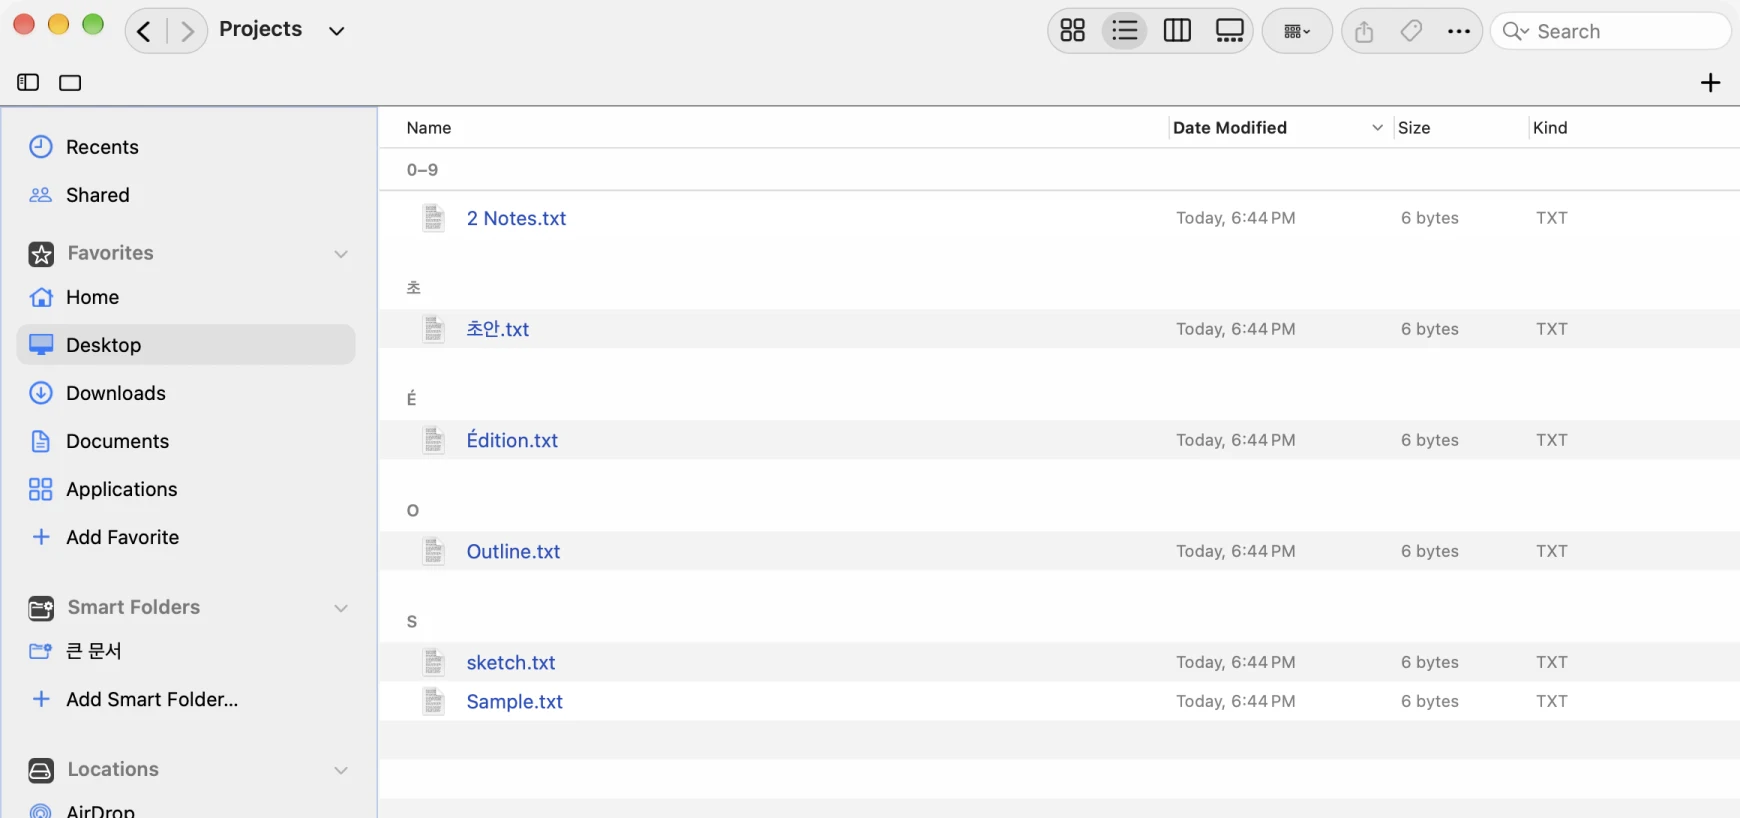 Projects
Search
Recents
Shared
Favorites
Home
Desktop
Downloads
Documents
Applications
Add Favorite
Smart Folders
큰 문서
Add Smart Folder...
Locations
AirDrop
Name Date Modified Size Kind
0–9
2 Notes.txt Today, 6:44 PM 6 bytes TXT
초
초안.txt Today, 6:44 PM 6 bytes TXT
É
Édition.txt Today, 6:44 PM 6 bytes TXT
O
Outline.txt Today, 6:44 PM 6 bytes TXT
S
sketch.txt Today, 6:44 PM 6 bytes TXT
Sample.txt Today, 6:44 PM 6 bytes TXT